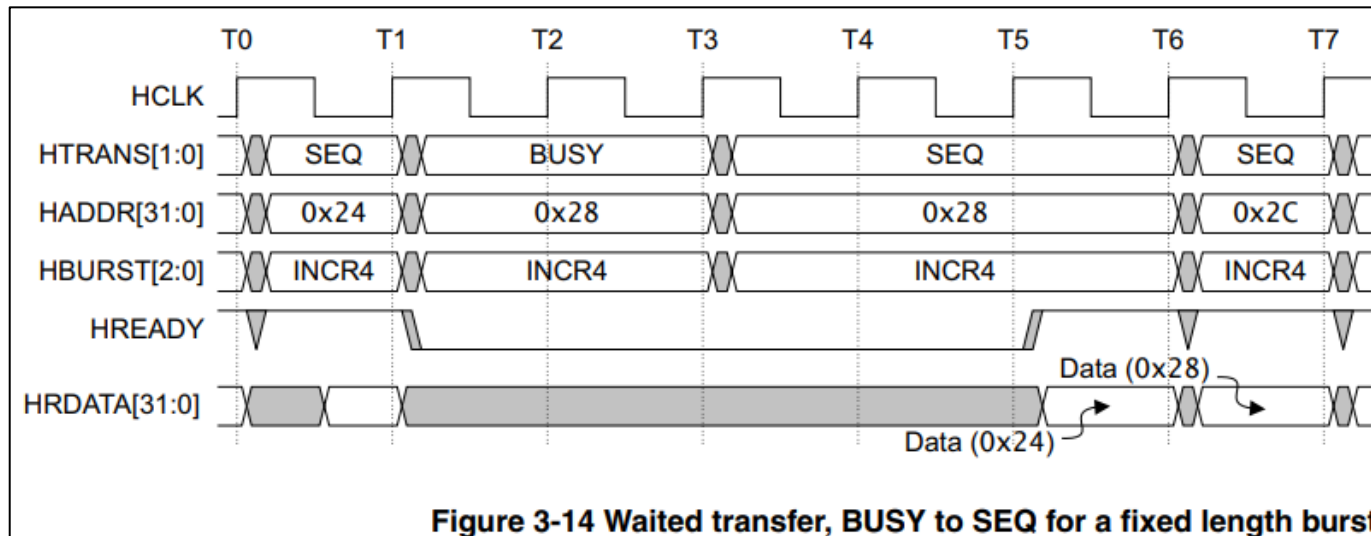 T0 T1 T2 T3 T4 T5 T6 T7
HCLK
HTRANS[1:0] SEQ BUSY SEQ SEQ
HADDR[31:0] 0x24 0x28 0x28 0x2C
HBURST[2:0] INCR4 INCR4 INCR4 INCR4
HREADY
Data (0x28)
HRDATA[31:0]
Data (0x24)
Figure 3-14 Waited transfer, BUSY to SEQ for a fixed length burst